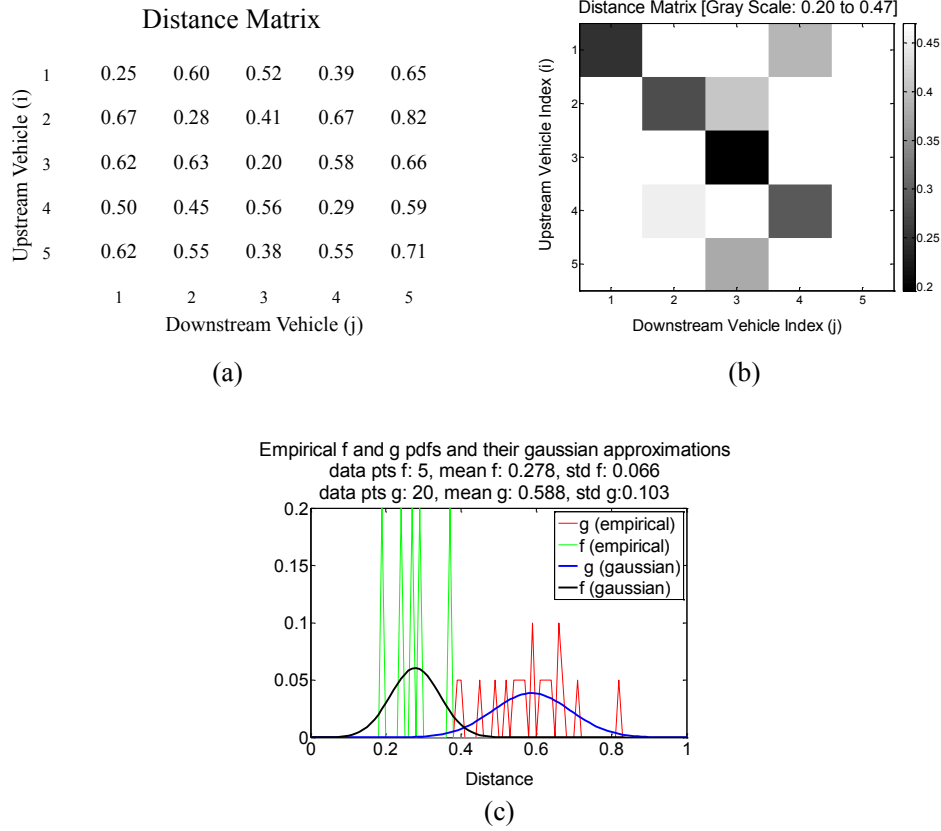 Distance Matrix
Upstream Vehicle (i)
1 0.25 0.60 0.52 0.39 0.65
2 0.67 0.28 0.41 0.67 0.82
3 0.62 0.63 0.20 0.58 0.66
4 0.50 0.45 0.56 0.29 0.59
5 0.62 0.55 0.38 0.55 0.71
1 2 3 4 5
Downstream Vehicle (j)
(a)
Distance Matrix [Gray Scale: 0.20 to 0.47]
Upstream Vehicle Index (i)
1
2
3
4
5
1 2 3 4 5
Downstream Vehicle Index (j)
0.45
0.4
0.35
0.3
0.25
0.2
(b)
Empirical f and g pdfs and their gaussian approximations
data pts f: 5, mean f: 0.278, std f: 0.066
data pts g: 20, mean g: 0.588, std g:0.103
0.2
0.15
0.1
0.05
0
g (empirical)
f (empirical)
g (gaussian)
f (gaussian)
0 0.2 0.4 0.6 0.8 1
Distance
(c)